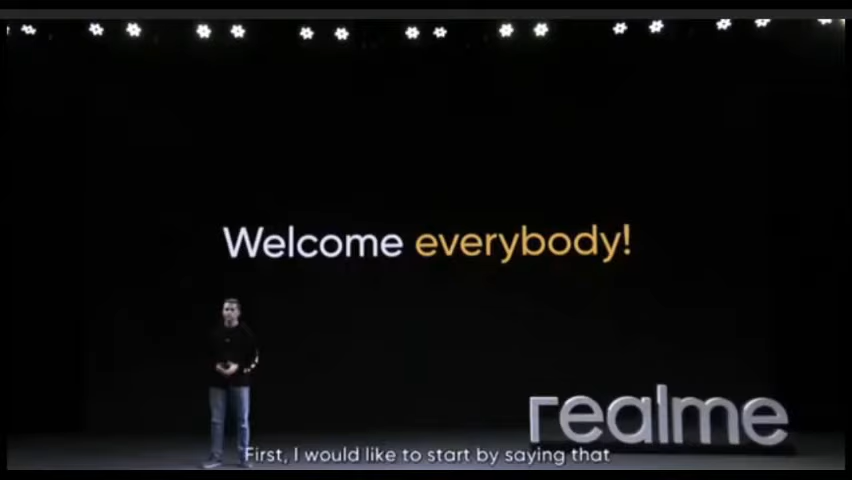 Welcome everybody!
realme
First, I would like to start by saying that